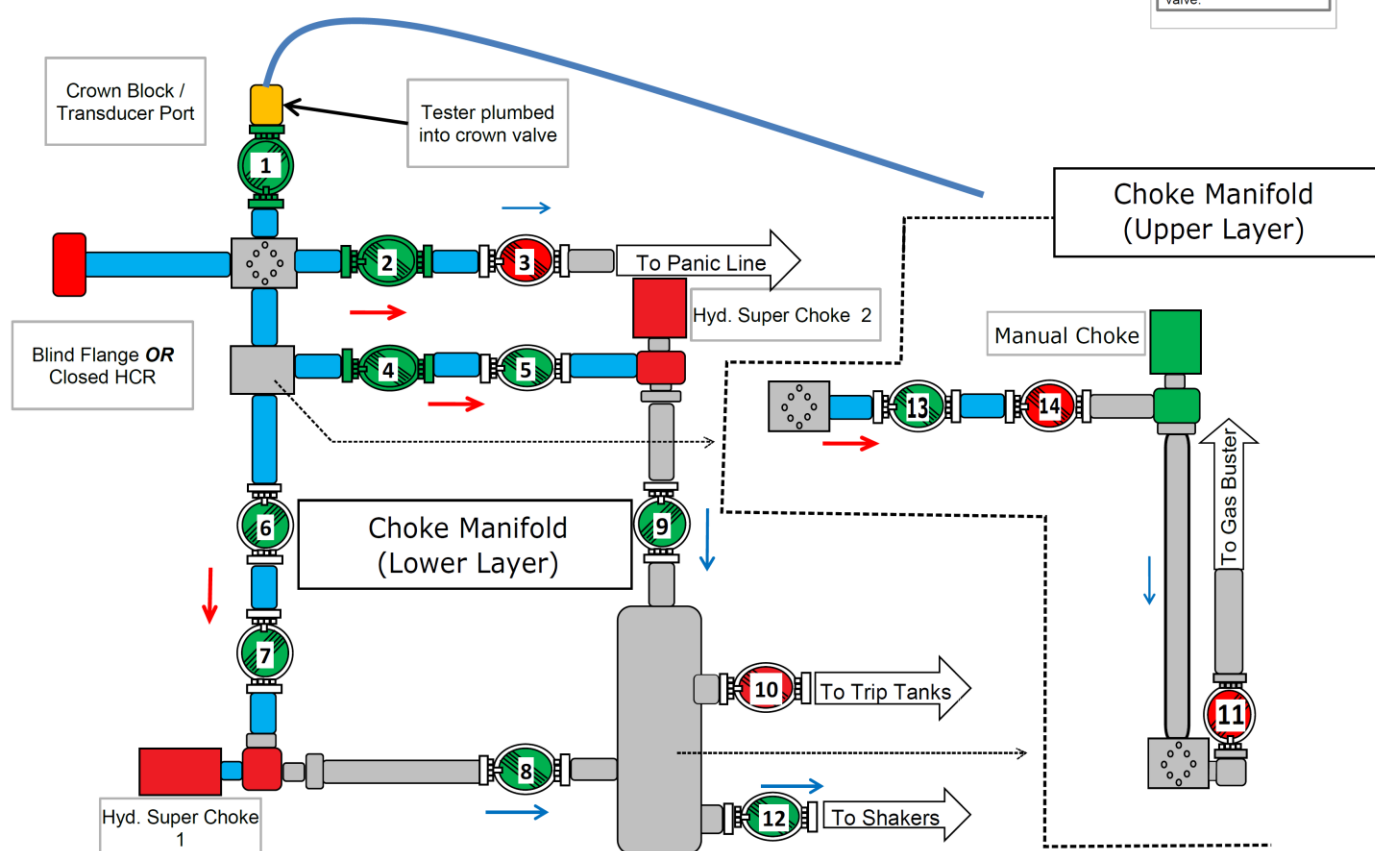 valve.
Crown Block /
Transducer Port
Tester plumbed
into crown valve
1
Choke Manifold
(Upper Layer)
2
3
To Panic Line
Hyd. Super Choke 2
Manual Choke
Blind Flange OR
Closed HCR
4
5
13
14
To Gas Buster
6
Choke Manifold
(Lower Layer)
9
7
10
To Trip Tanks
11
8
12
To Shakers
Hyd. Super Choke
1